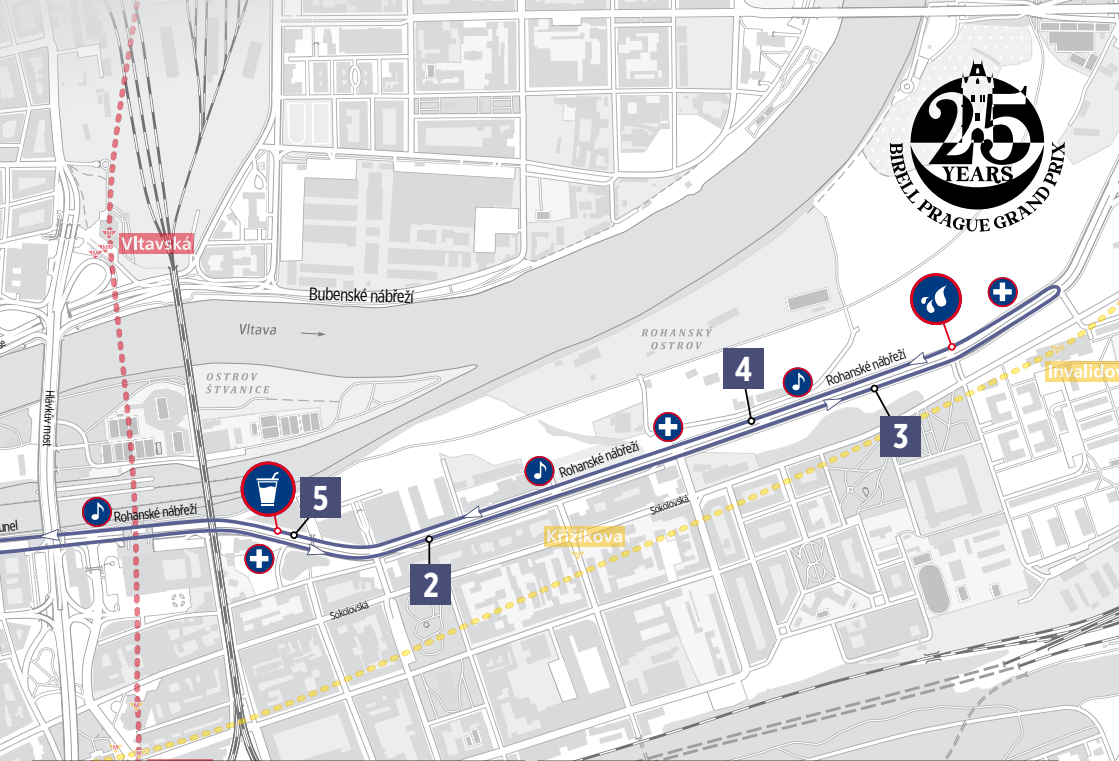 25
YEARS
BIRELL PRAGUE GRAND PRIX
Vltavská
Bubenské nábřeží
Vltava
ROHANSKÝ
OSTROV
OSTROV
ŠTVANICE
Hlávkův most
4
Rohanské nábřeží
Invalidov
3
Rohanské nábřeží
5
Rohanské nábřeží
unel
Sokolovská
Křižíkova
2
Sokolovská